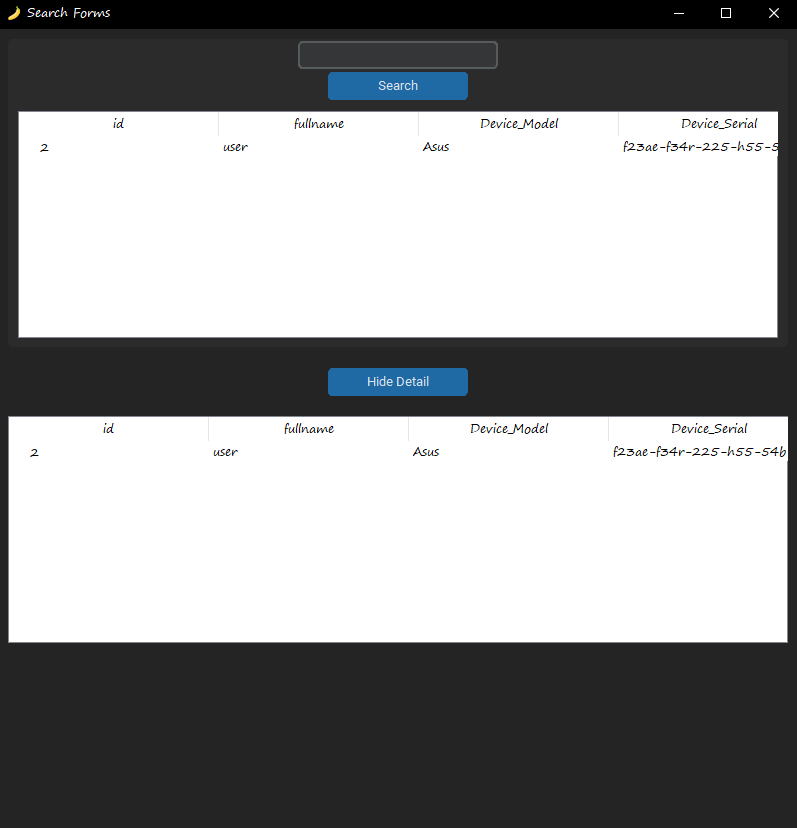 Search Forms
Search
id fullname Device_Model Device_Serial
2 user Asus f23ae-f34r-225-h55-5
Hide Detail
id fullname Device_Model Device_Serial
2 user Asus f23ae-f34r-225-h55-54b